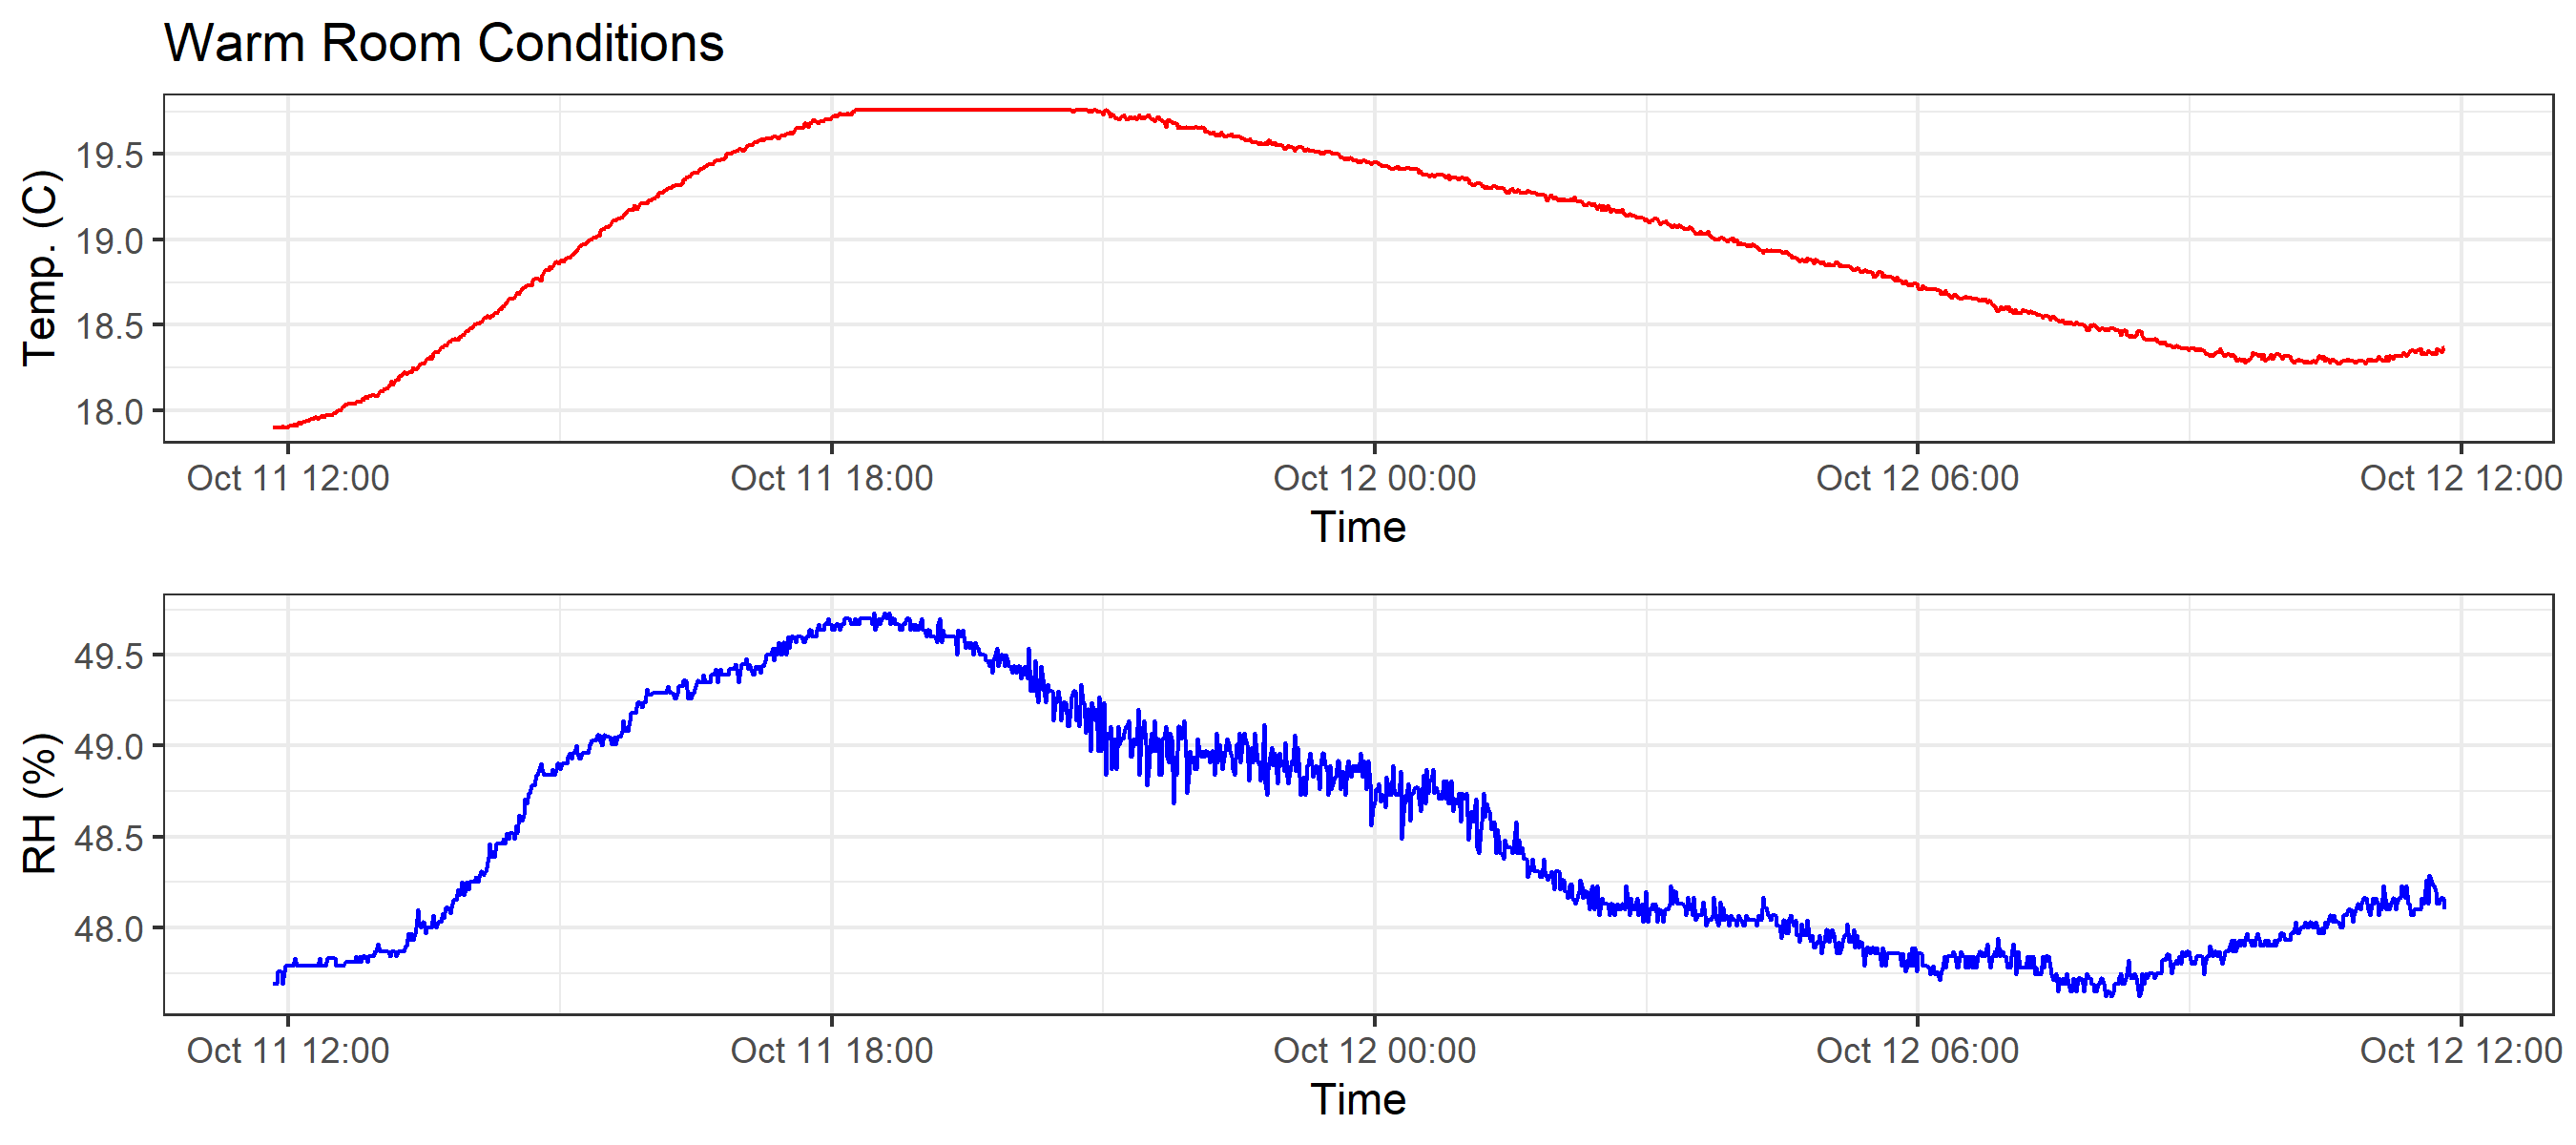 Warm Room Conditions
Temp. (C)
19.5
19.0
18.5
18.0
Oct 11 12:00 Oct 11 18:00 Oct 12 00:00 Oct 12 06:00 Oct 12 12:00
Time
RH (%)
49.5
49.0
48.5
48.0
Oct 11 12:00 Oct 11 18:00 Oct 12 00:00 Oct 12 06:00 Oct 12 12:00
Time